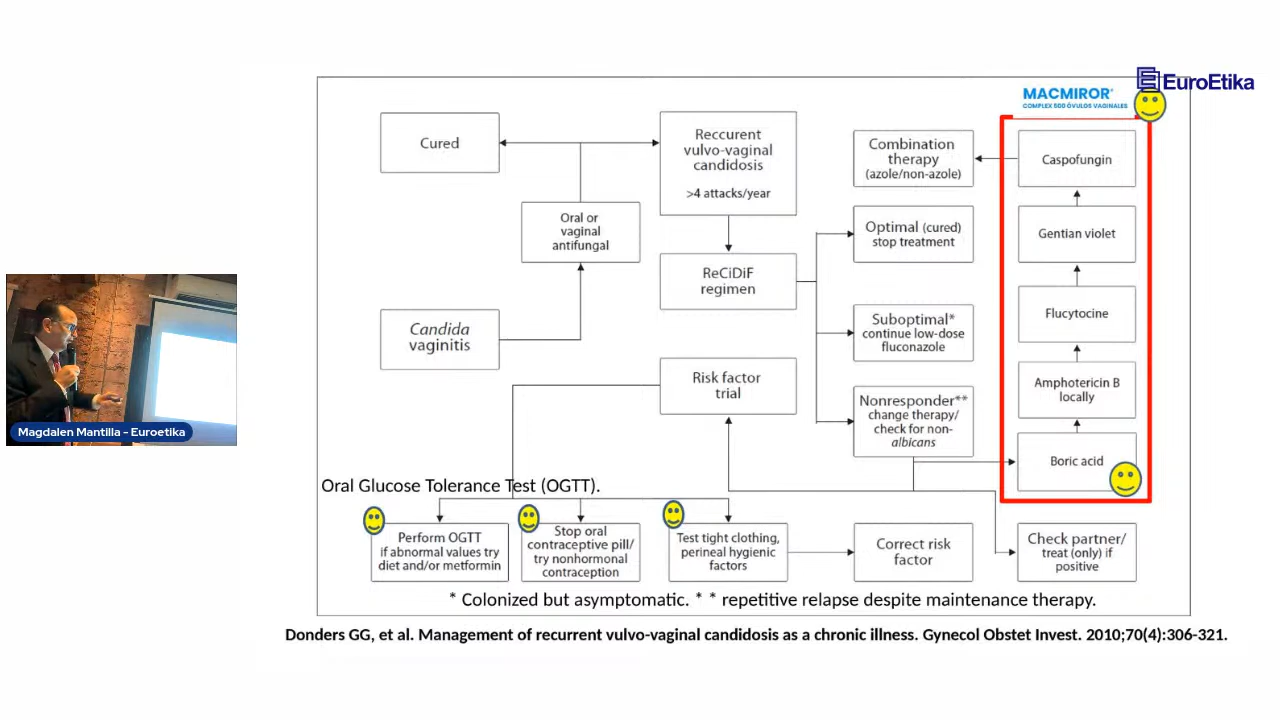 EuroEtika
MACMIROR®
COMPLEX 500 ÓVULOS VAGINALES
Cured
Reccurent
vulvo-vaginal
candidosis
>4 attacks/year
Combination
therapy
(azole/non-azole)
Caspofungin
Oral or
vaginal
antifungal
Optimal (cured)
stop treatment
Gentian violet
ReCiDiF
regimen
Candida
vaginitis
Suboptimal*
continue low-dose
fluconazole
Flucytocine
Risk factor
trial
Nonresponder**
change therapy/
check for non-
albicans
Amphotericin B
locally
Boric acid
Magdalen Mantilla - Euroetika
Oral Glucose Tolerance Test (OGTT).
Perform OGTT
if abnormal values try
diet and/or metformin
Stop oral
contraceptive pill/
try nonhormonal
contraception
Test tight clothing,
perineal hygienic
factors
Correct risk
factor
Check partner/
treat (only) if
positive
* Colonized but asymptomatic. * * repetitive relapse despite maintenance therapy.
Donders GG, et al. Management of recurrent vulvo-vaginal candidosis as a chronic illness. Gynecol Obstet Invest. 2010;70(4):306-321.